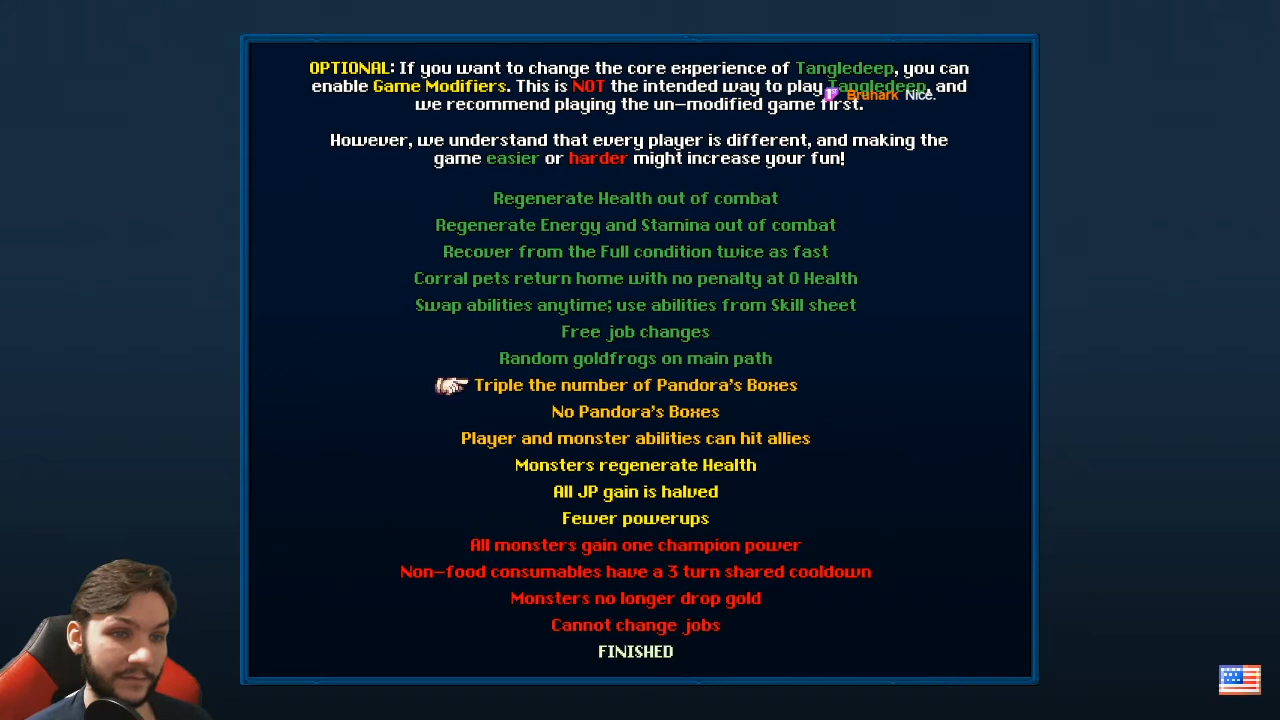 OPTIONAL: If you want to change the core experience of Tangledeep, you can
enable Game Modifiers. This is NOT the intended way to play Tangledeep, and
Bruhark Nice.
we recommend playing the un-modified game first.
However, we understand that every player is different, and making the
game easier or harder might increase your fun!
Regenerate Health out of combat
Regenerate Energy and Stamina out of combat
Recover from the Full condition twice as fast
Corral pets return home with no penalty at 0 Health
Swap abilities anytime; use abilities from Skill sheet
Free job changes
Random goldfrogs on main path
Triple the number of Pandora's Boxes
No Pandora's Boxes
Player and monster abilities can hit allies
Monsters regenerate Health
All JP gain is halved
Fewer powerups
All monsters gain one champion power
Non-food consumables have a 3 turn shared cooldown
Monsters no longer drop gold
Cannot change jobs
FINISHED